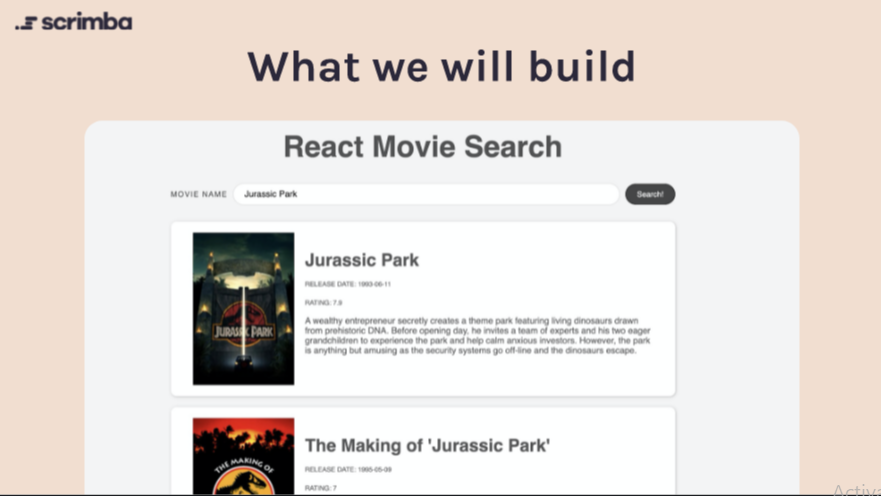 scrimba
What we will build
React Movie Search
MOVIE NAME
Jurassic Park
Search!
JURASSIC PARK
Jurassic Park
RELEASE DATE: 1993-06-11
RATING: 7.9
A wealthy entrepreneur secretly creates a theme park featuring living dinosaurs drawn
from prehistoric DNA. Before opening day, he invites a team of experts and his two eager
grandchildren to experience the park and help calm anxious investors. However, the park
is anything but amusing as the security systems go off-line and the dinosaurs escape.
THE MAKING OF
The Making of 'Jurassic Park'
RELEASE DATE: 1995-05-09
RATING: 7